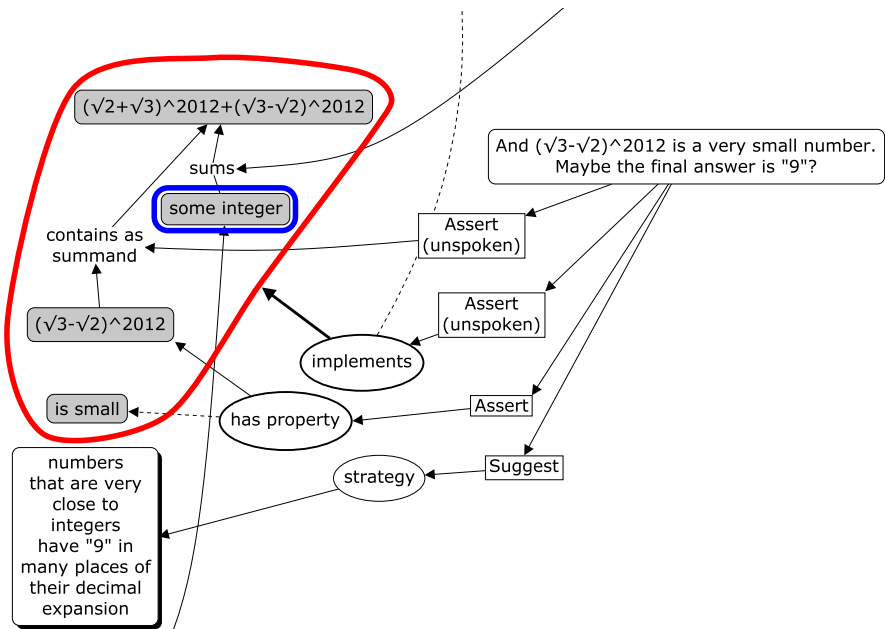 (√2+√3)^2012+(√3-√2)^2012
And (√3-√2)^2012 is a very small number.
Maybe the final answer is "9"?
sums
some integer
contains as
summand
Assert
(unspoken)
(√3-√2)^2012
Assert
(unspoken)
implements
is small
has property
Assert
numbers
that are very
close to
integers
have "9" in
many places of
their decimal
expansion
strategy
Suggest